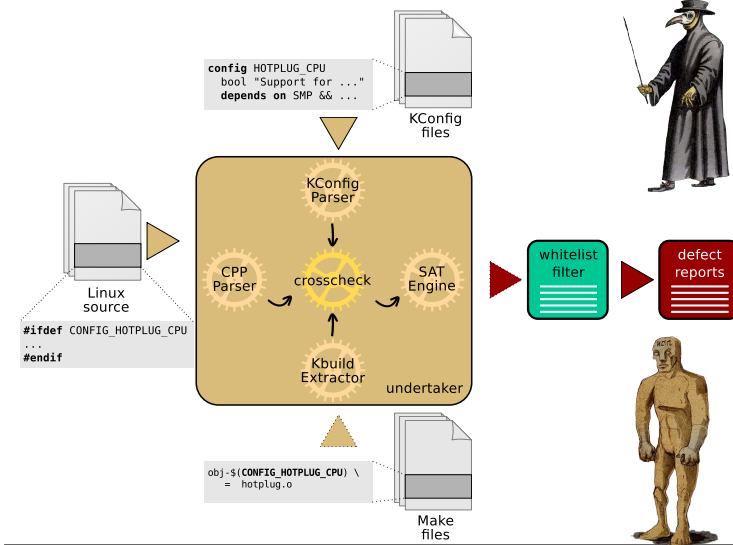 config HOTPLUG_CPU
bool "Support for ..."
depends on SMP && ...
KConfig
files
KConfig
Parser
CPP
Parser
crosscheck
SAT
Engine
Kbuild
Extractor
undertaker
whitelist
filter
defect
reports
Linux
source
#ifdef CONFIG_HOTPLUG_CPU
...
#endif
obj-$(CONFIG_HOTPLUG_CPU) \
= hotplug.o
Make
files